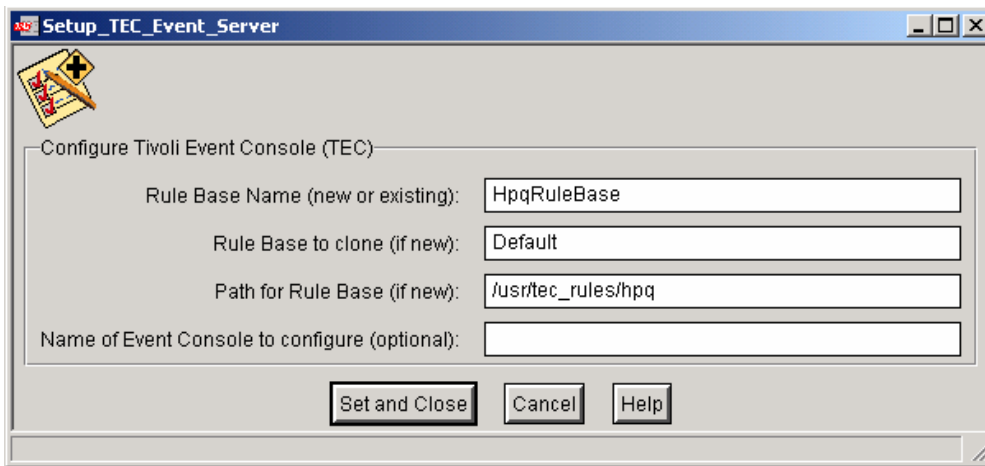 Setup_TEC_Event_Server
Configure Tivoli Event Console (TEC)
Rule Base Name (new or existing): HpqRuleBase
Rule Base to clone (if new): Default
Path for Rule Base (if new): /usr/tec_rules/hpq
Name of Event Console to configure (optional):
Set and Close Cancel Help